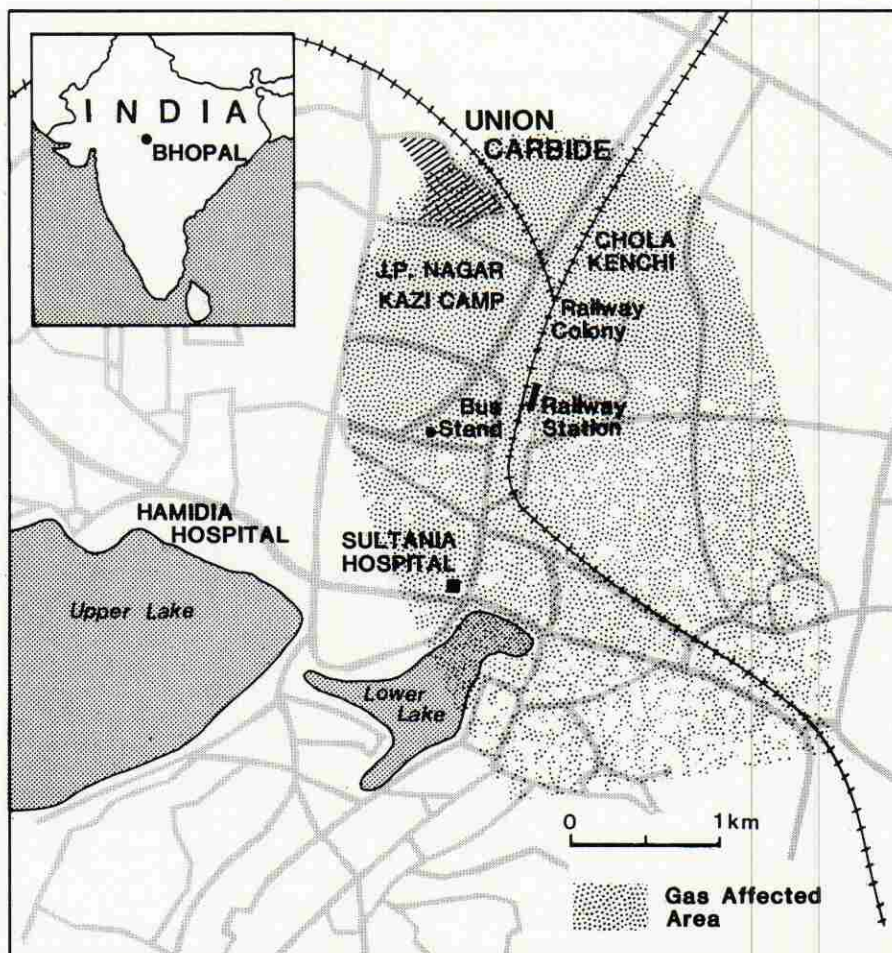 INDIA
BHOPAL
UNION
CARBIDE
CHOLA
KENCHI
J.P. NAGAR
KAZI CAMP
Railway
Colony
Bus
Stand
Railway
Station
HAMIDIA
HOSPITAL
SULTANIA
HOSPITAL
Upper Lake
Lower
Lake
0 1km
Gas Affected
Area